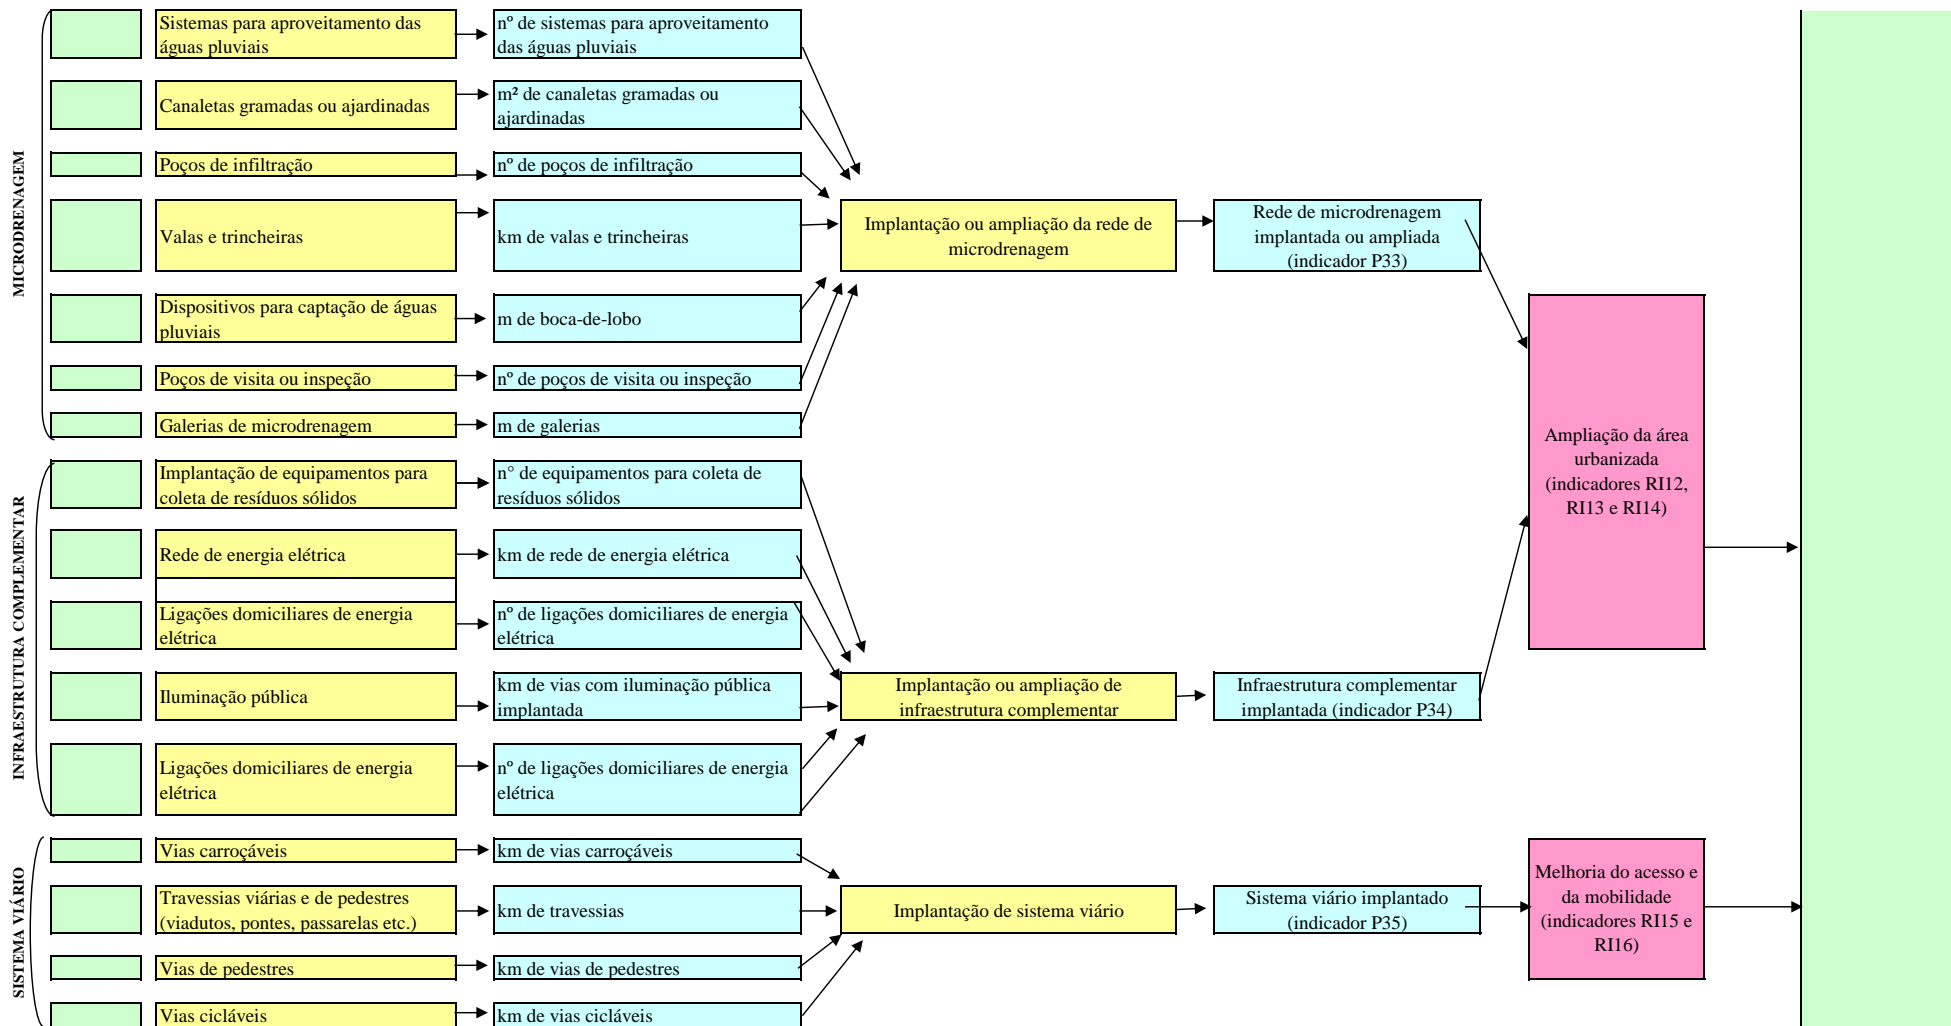 MICRODRENAGEM
Sistemas para aproveitamento das
águas pluviais
nº de sistemas para aproveitamento
das águas pluviais
Canaletas gramadas ou ajardinadas
m² de canaletas gramadas ou
ajardinadas
Poços de infiltração
nº de poços de infiltração
Valas e trincheiras
km de valas e trincheiras
Dispositivos para captação de águas
pluviais
m de boca-de-lobo
Poços de visita ou inspeção
nº de poços de visita ou inspeção
Galerias de microdrenagem
m de galerias
Implantação ou ampliação da rede de
microdrenagem
Rede de microdrenagem
implantada ou ampliada
(indicador P33)
INFRAESTRUTURA COMPLEMENTAR
Implantação de equipamentos para
coleta de resíduos sólidos
n° de equipamentos para coleta de
resíduos sólidos
Rede de energia elétrica
km de rede de energia elétrica
Ligações domiciliares de energia
elétrica
nº de ligações domiciliares de energia
elétrica
Iluminação pública
km de vias com iluminação pública
implantada
Ligações domiciliares de energia
elétrica
nº de ligações domiciliares de energia
elétrica
Implantação ou ampliação de
infraestrutura complementar
Infraestrutura complementar
implantada (indicador P34)
Ampliação da área
urbanizada
(indicadores RI12,
RI13 e RI14)
SISTEMA VIÁRIO
Vias carroçáveis
km de vias carroçáveis
Travessias viárias e de pedestres
(viadutos, pontes, passarelas etc.)
km de travessias
Vias de pedestres
km de vias de pedestres
Vias cicláveis
km de vias cicláveis
Implantação de sistema viário
Sistema viário implantado
(indicador P35)
Melhoria do acesso e
da mobilidade
(indicadores RI15 e
RI16)